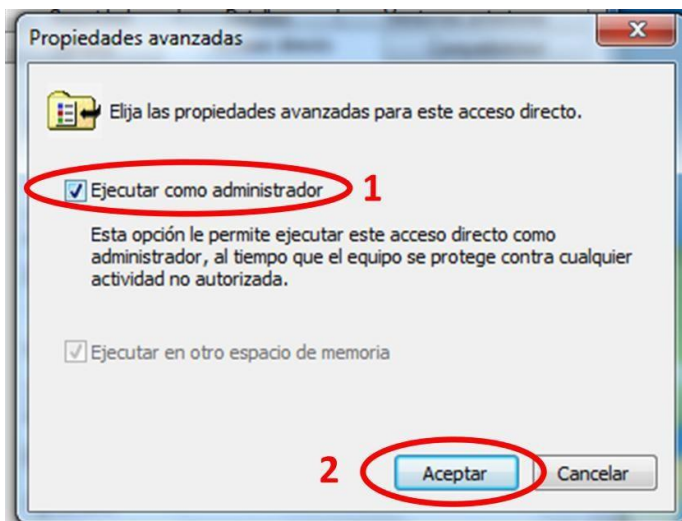 Propiedades avanzadas
Elija las propiedades avanzadas para este acceso directo.
Ejecutar como administrador 1
Esta opción le permite ejecutar este acceso directo como
administrador, al tiempo que el equipo se protege contra cualquier
actividad no autorizada.
Ejecutar en otro espacio de memoria
2 Aceptar Cancelar